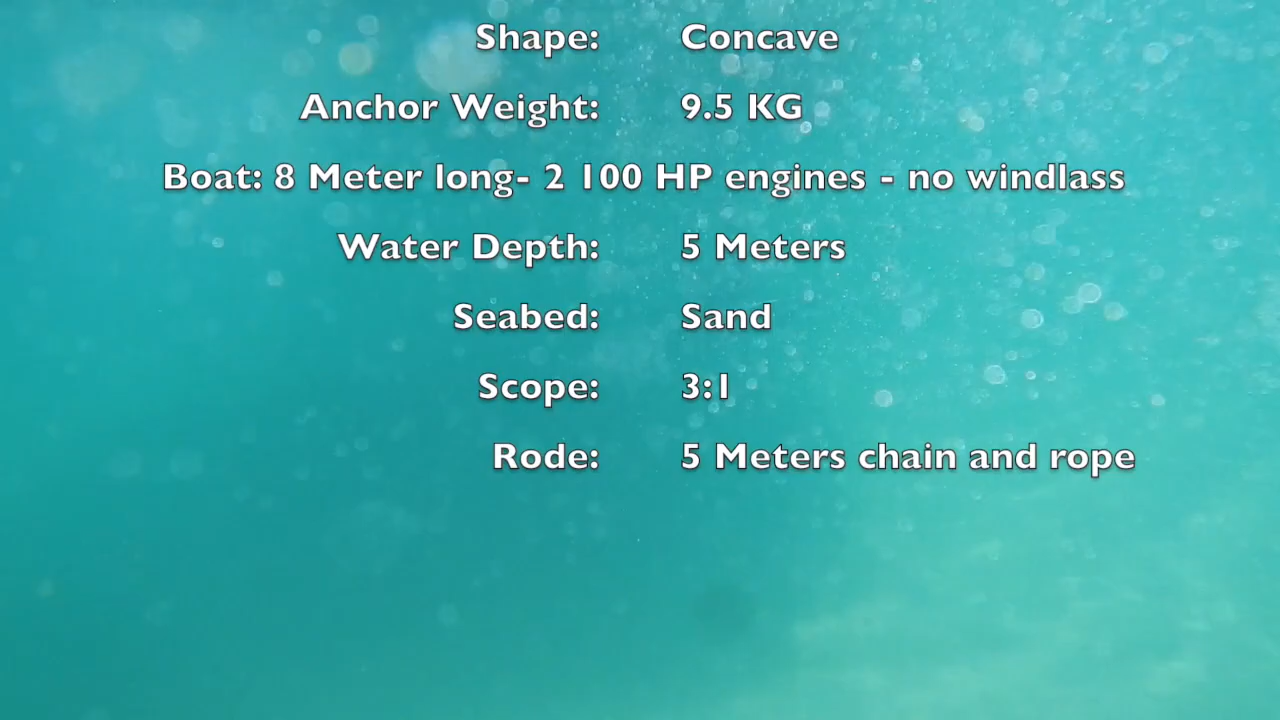 Shape: Concave
Anchor Weight: 9.5 KG
Boat: 8 Meter long- 2 100 HP engines - no windlass
Water Depth: 5 Meters
Seabed: Sand
Scope: 3:1
Rode: 5 Meters chain and rope